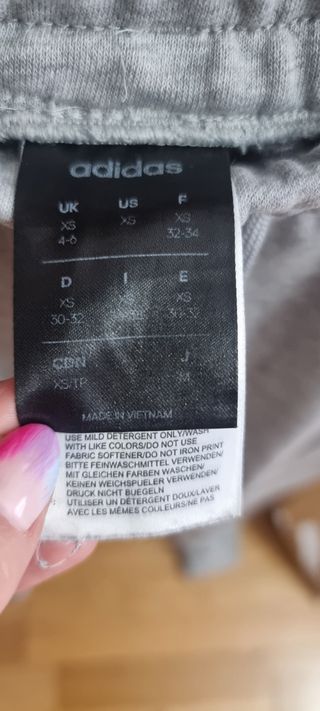 adidas
UK US F
XS XS XS
4-6 32-34
D I E
XS XS XS
30-32 30-32
CDN J
XS/TP M
MADE IN VIETNAM
USE MILD DETERGENT ONLY/WASH
WITH LIKE COLORS/DO NOT USE
FABRIC SOFTENER/DO NOT IRON PRINT
BITTE FEINWASCHMITTEL VERWENDEN/
MIT GLEICHEN FARBEN WASCHEN/
KEINEN WEICHSPUELER VERWENDEN/
DRUCK NICHT BUEGELN
UTILISER UN DÉTERGENT DOUX/LAVER
AVEC LES MÊMES COULEURS/NE PAS